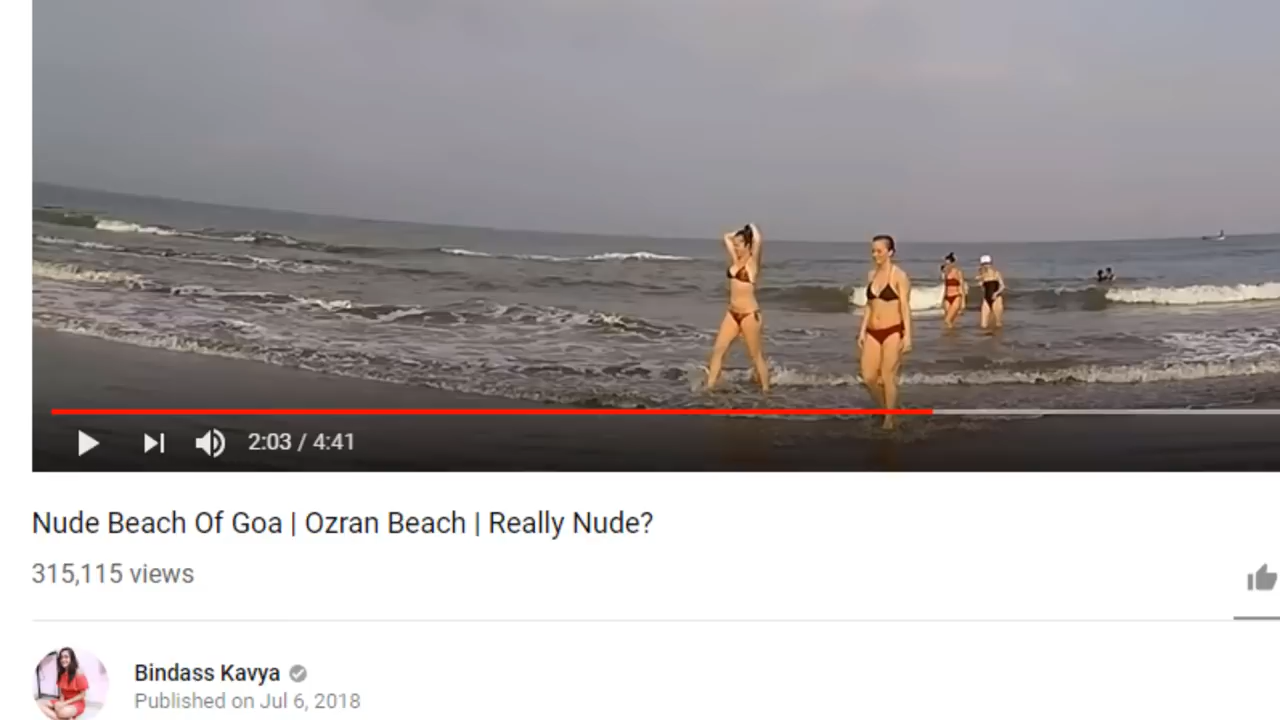 2:03 / 4:41
Nude Beach Of Goa | Ozran Beach | Really Nude?
315,115 views
Bindass Kavya
Published on Jul 6, 2018